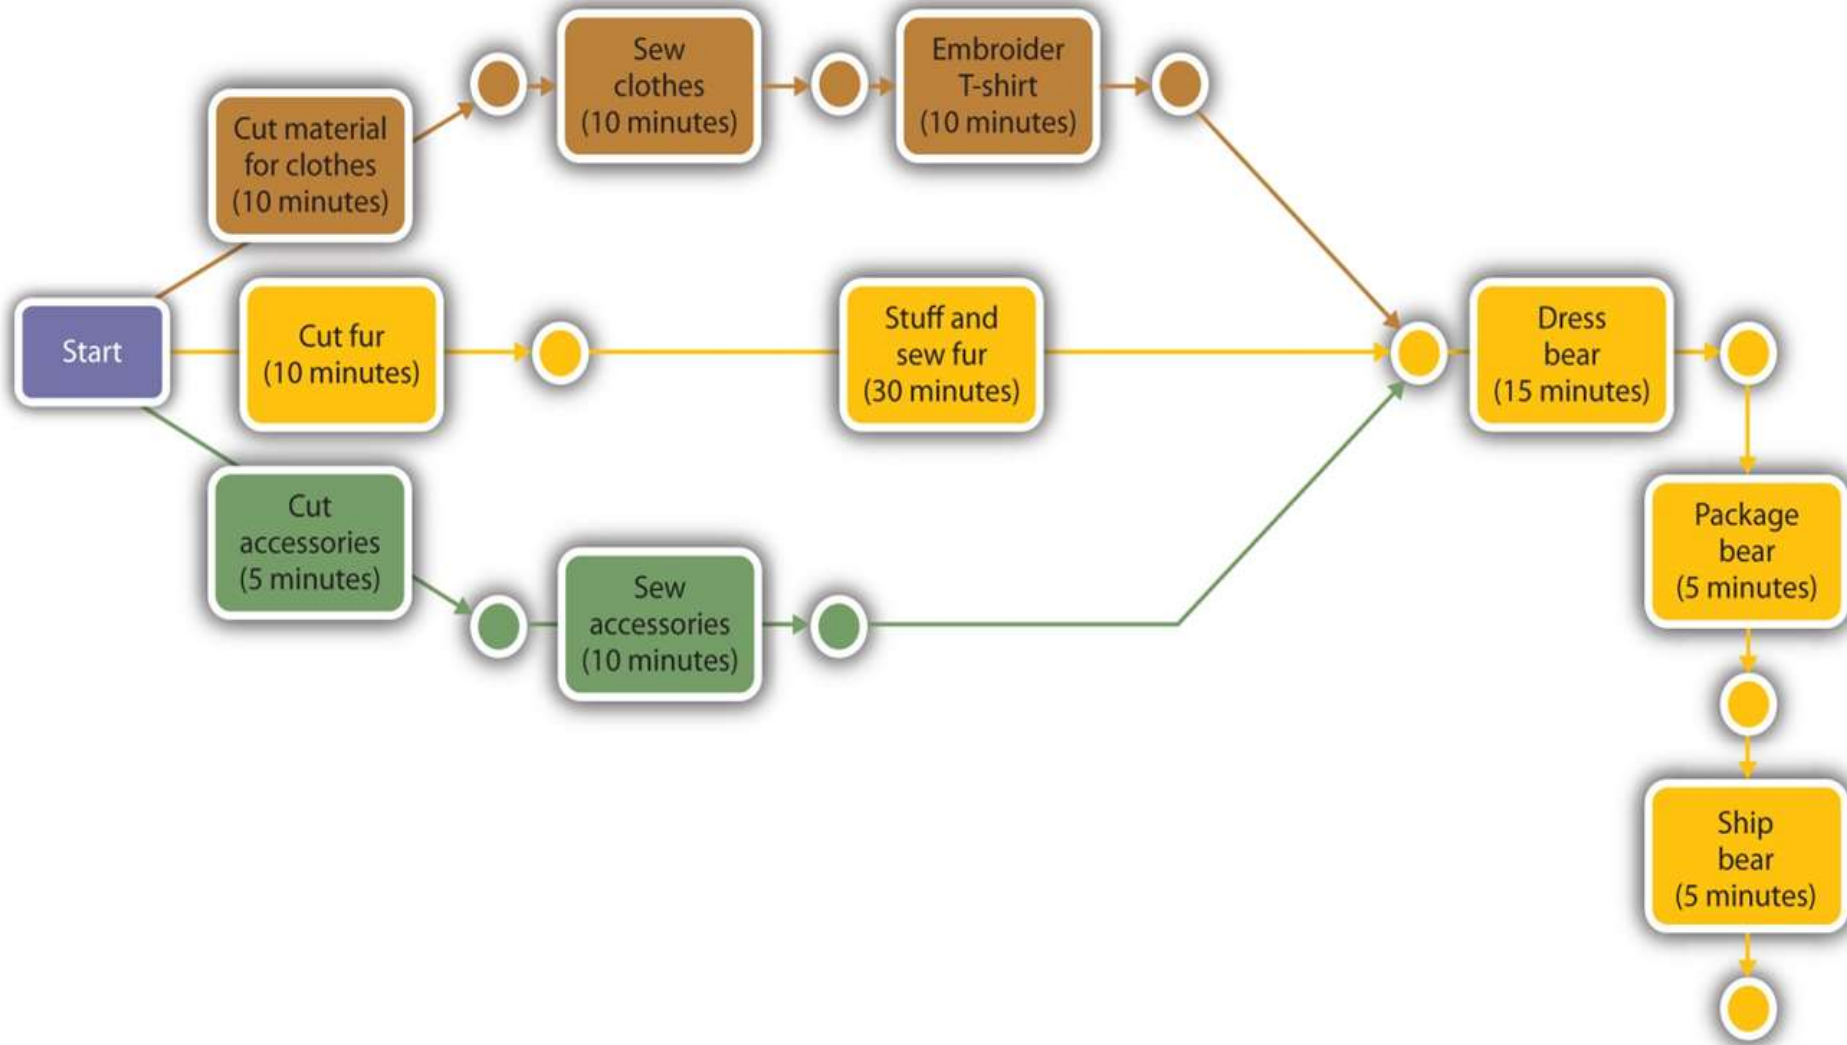 Sew
clothes
(10 minutes)
Embroider
T-shirt
(10 minutes)
Cut material
for clothes
(10 minutes)
Start
Cut fur
(10 minutes)
Stuff and
sew fur
(30 minutes)
Dress
bear
(15 minutes)
Cut
accessories
(5 minutes)
Sew
accessories
(10 minutes)
Package
bear
(5 minutes)
Ship
bear
(5 minutes)